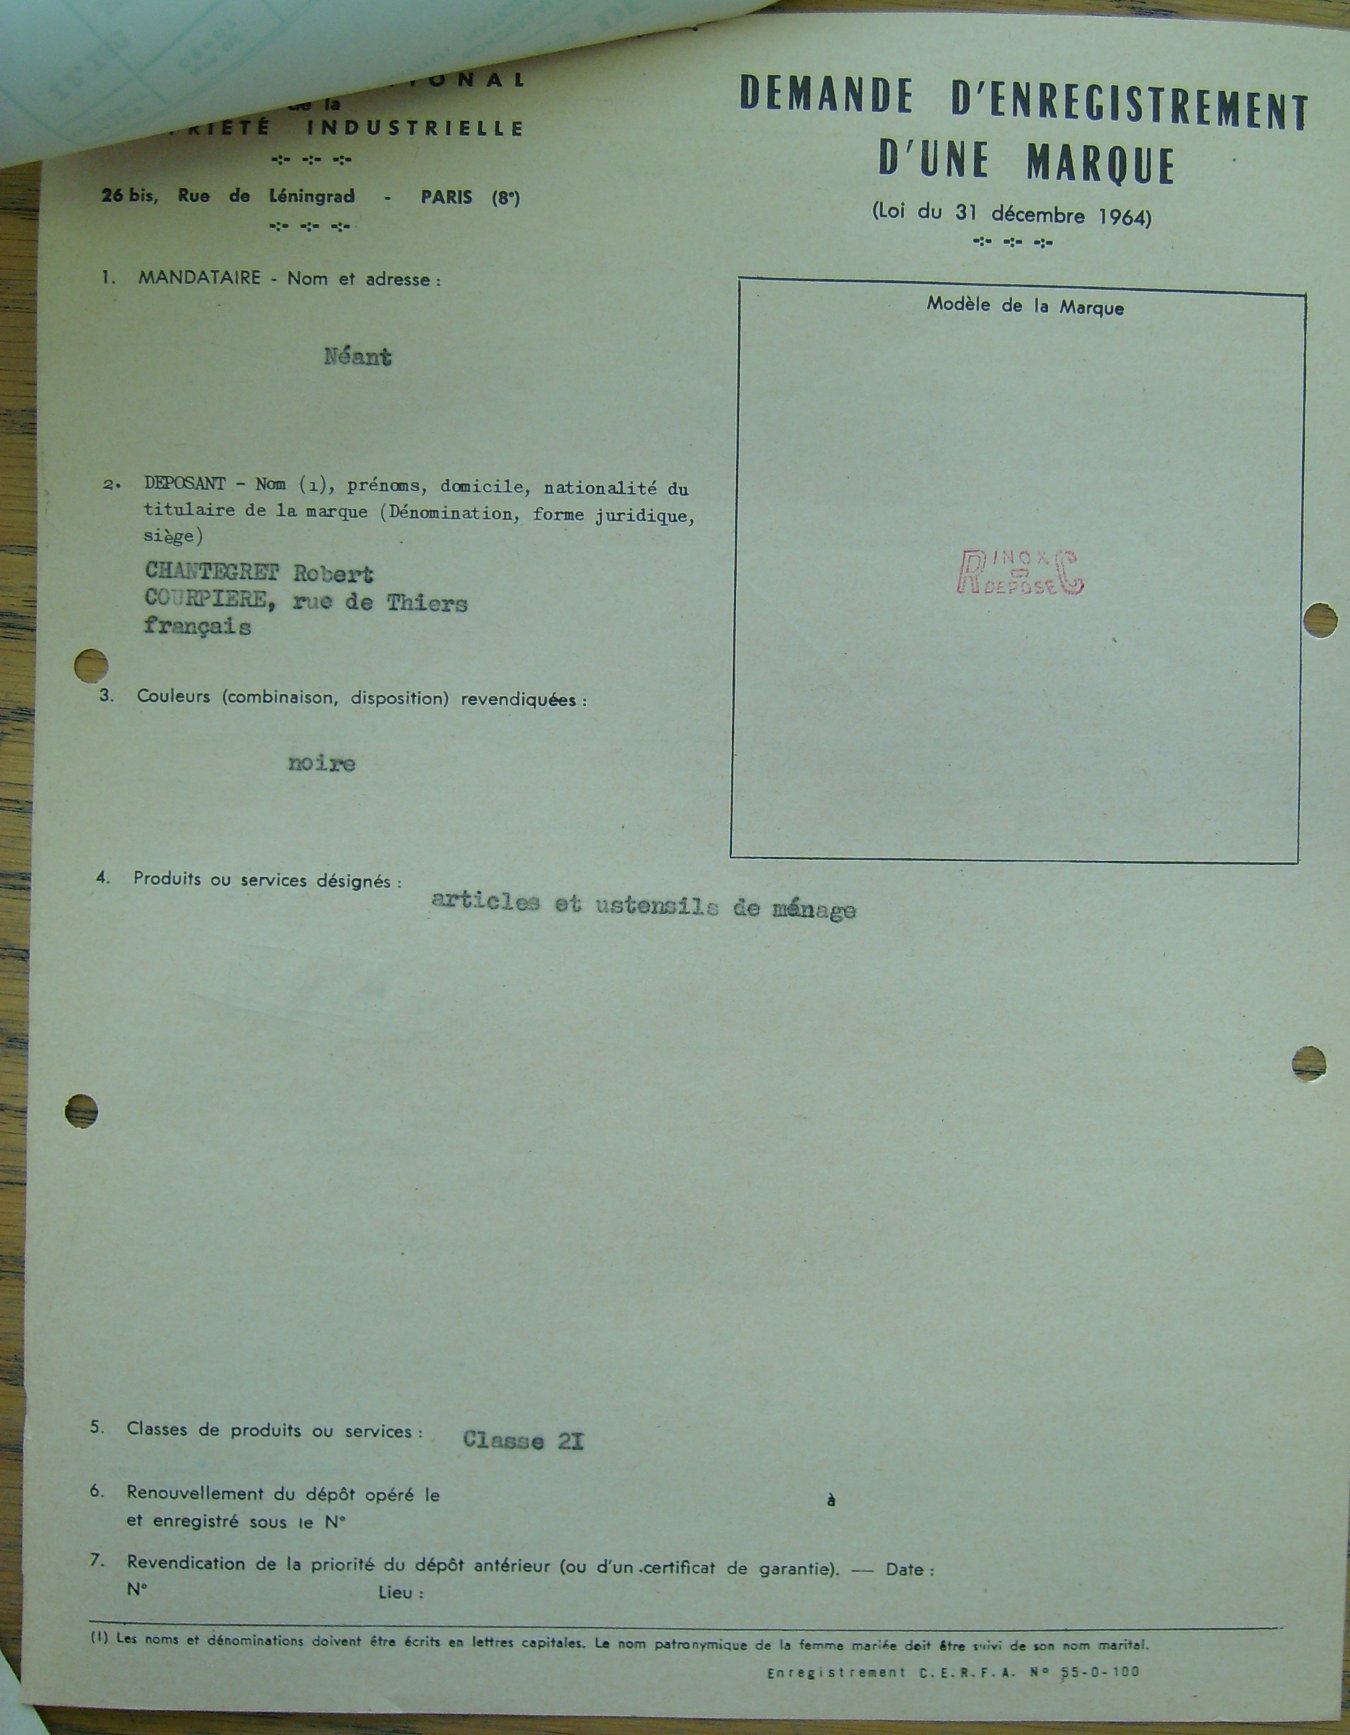 ONAL
de la
RIÉTÉ INDUSTRIELLE
26 bis, Rue de Léningrad - PARIS (8e)
DEMANDE D'ENREGISTREMENT
D'UNE MARQUE
(Loi du 31 décembre 1964)
1. MANDATAIRE - Nom et adresse :
Néant
2. DEPOSANT - Nom (1), prénoms, domicile, nationalité du
titulaire de la marque (Dénomination, forme juridique,
siège)
CHANTEGRET Robert
COURPIERE, rue de Thiers
français
Modèle de la Marque
R INOX C
DEPOSE
3. Couleurs (combinaison, disposition) revendiquées :
noire
4. Produits ou services désignés :
articles et ustensils de ménage
5. Classes de produits ou services : Classe 2I
6. Renouvellement du dépôt opéré le à
et enregistré sous le N°
7. Revendication de la priorité du dépôt antérieur (ou d'un certificat de garantie). — Date :
N° Lieu :
(1) Les noms et dénominations doivent être écrits en lettres capitales. Le nom patronymique de la femme mariée doit être suivi de son nom marital.
Enregistrement C.E.R.F.A. N° 55-0-100